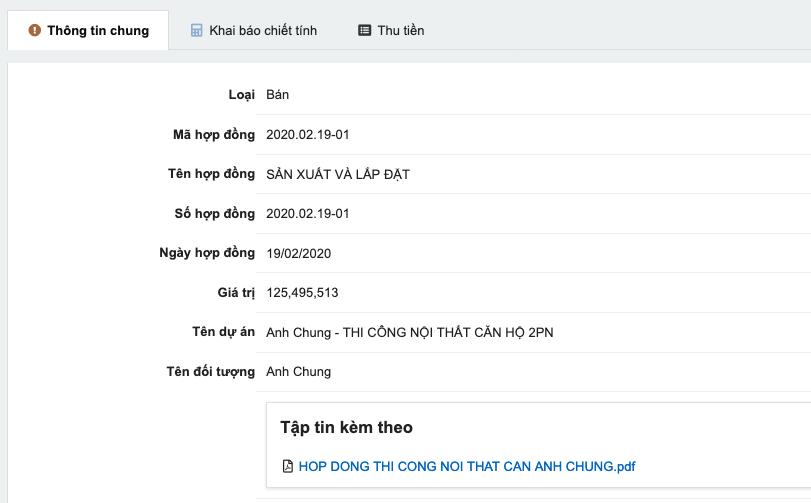 Thông tin chung Khai báo chiết tính Thu tiền
Loại Bán
Mã hợp đồng 2020.02.19-01
Tên hợp đồng SẢN XUẤT VÀ LẮP ĐẶT
Số hợp đồng 2020.02.19-01
Ngày hợp đồng 19/02/2020
Giá trị 125,495,513
Tên dự án Anh Chung - THI CÔNG NỘI THẤT CĂN HỘ 2PN
Tên đối tượng Anh Chung
Tập tin kèm theo
HOP DONG THI CONG NOI THAT CAN ANH CHUNG.pdf